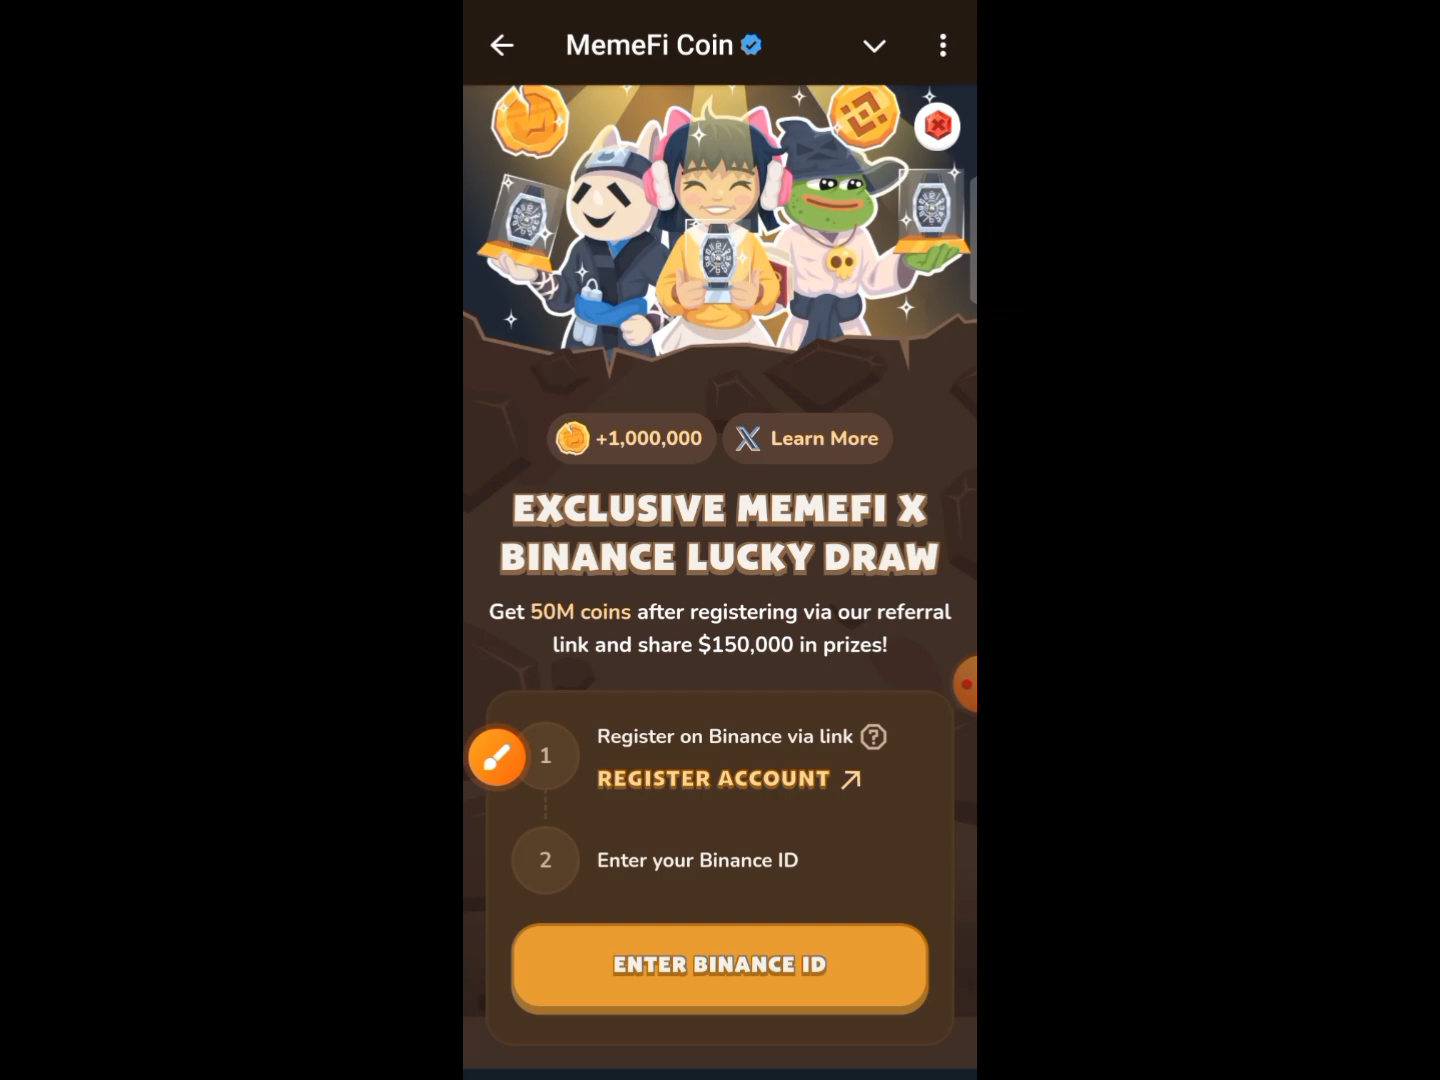 MemeFi Coin
+1,000,000
Learn More
EXCLUSIVE MEMEFI X
BINANCE LUCKY DRAW
Get 50M coins after registering via our referral
link and share $150,000 in prizes!
1
Register on Binance via link
REGISTER ACCOUNT
2
Enter your Binance ID
ENTER BINANCE ID